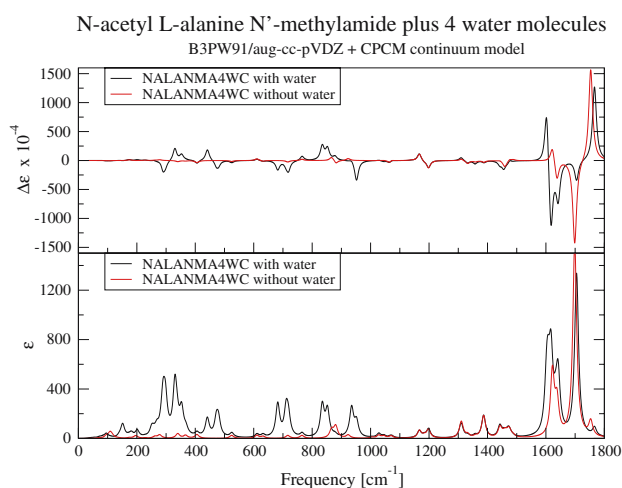 N-acetyl L-alanine N'-methylamide plus 4 water molecules
B3PW91/aug-cc-pVDZ + CPCM continuum model
NALANMA4WC with water
NALANMA4WC without water
1500
1000
500
0
-500
-1000
-1500
Δε x 10⁻⁴
NALANMA4WC with water
NALANMA4WC without water
1200
800
400
0
ε
0 200 400 600 800 1000 1200 1400 1600 1800
Frequency [cm⁻¹]